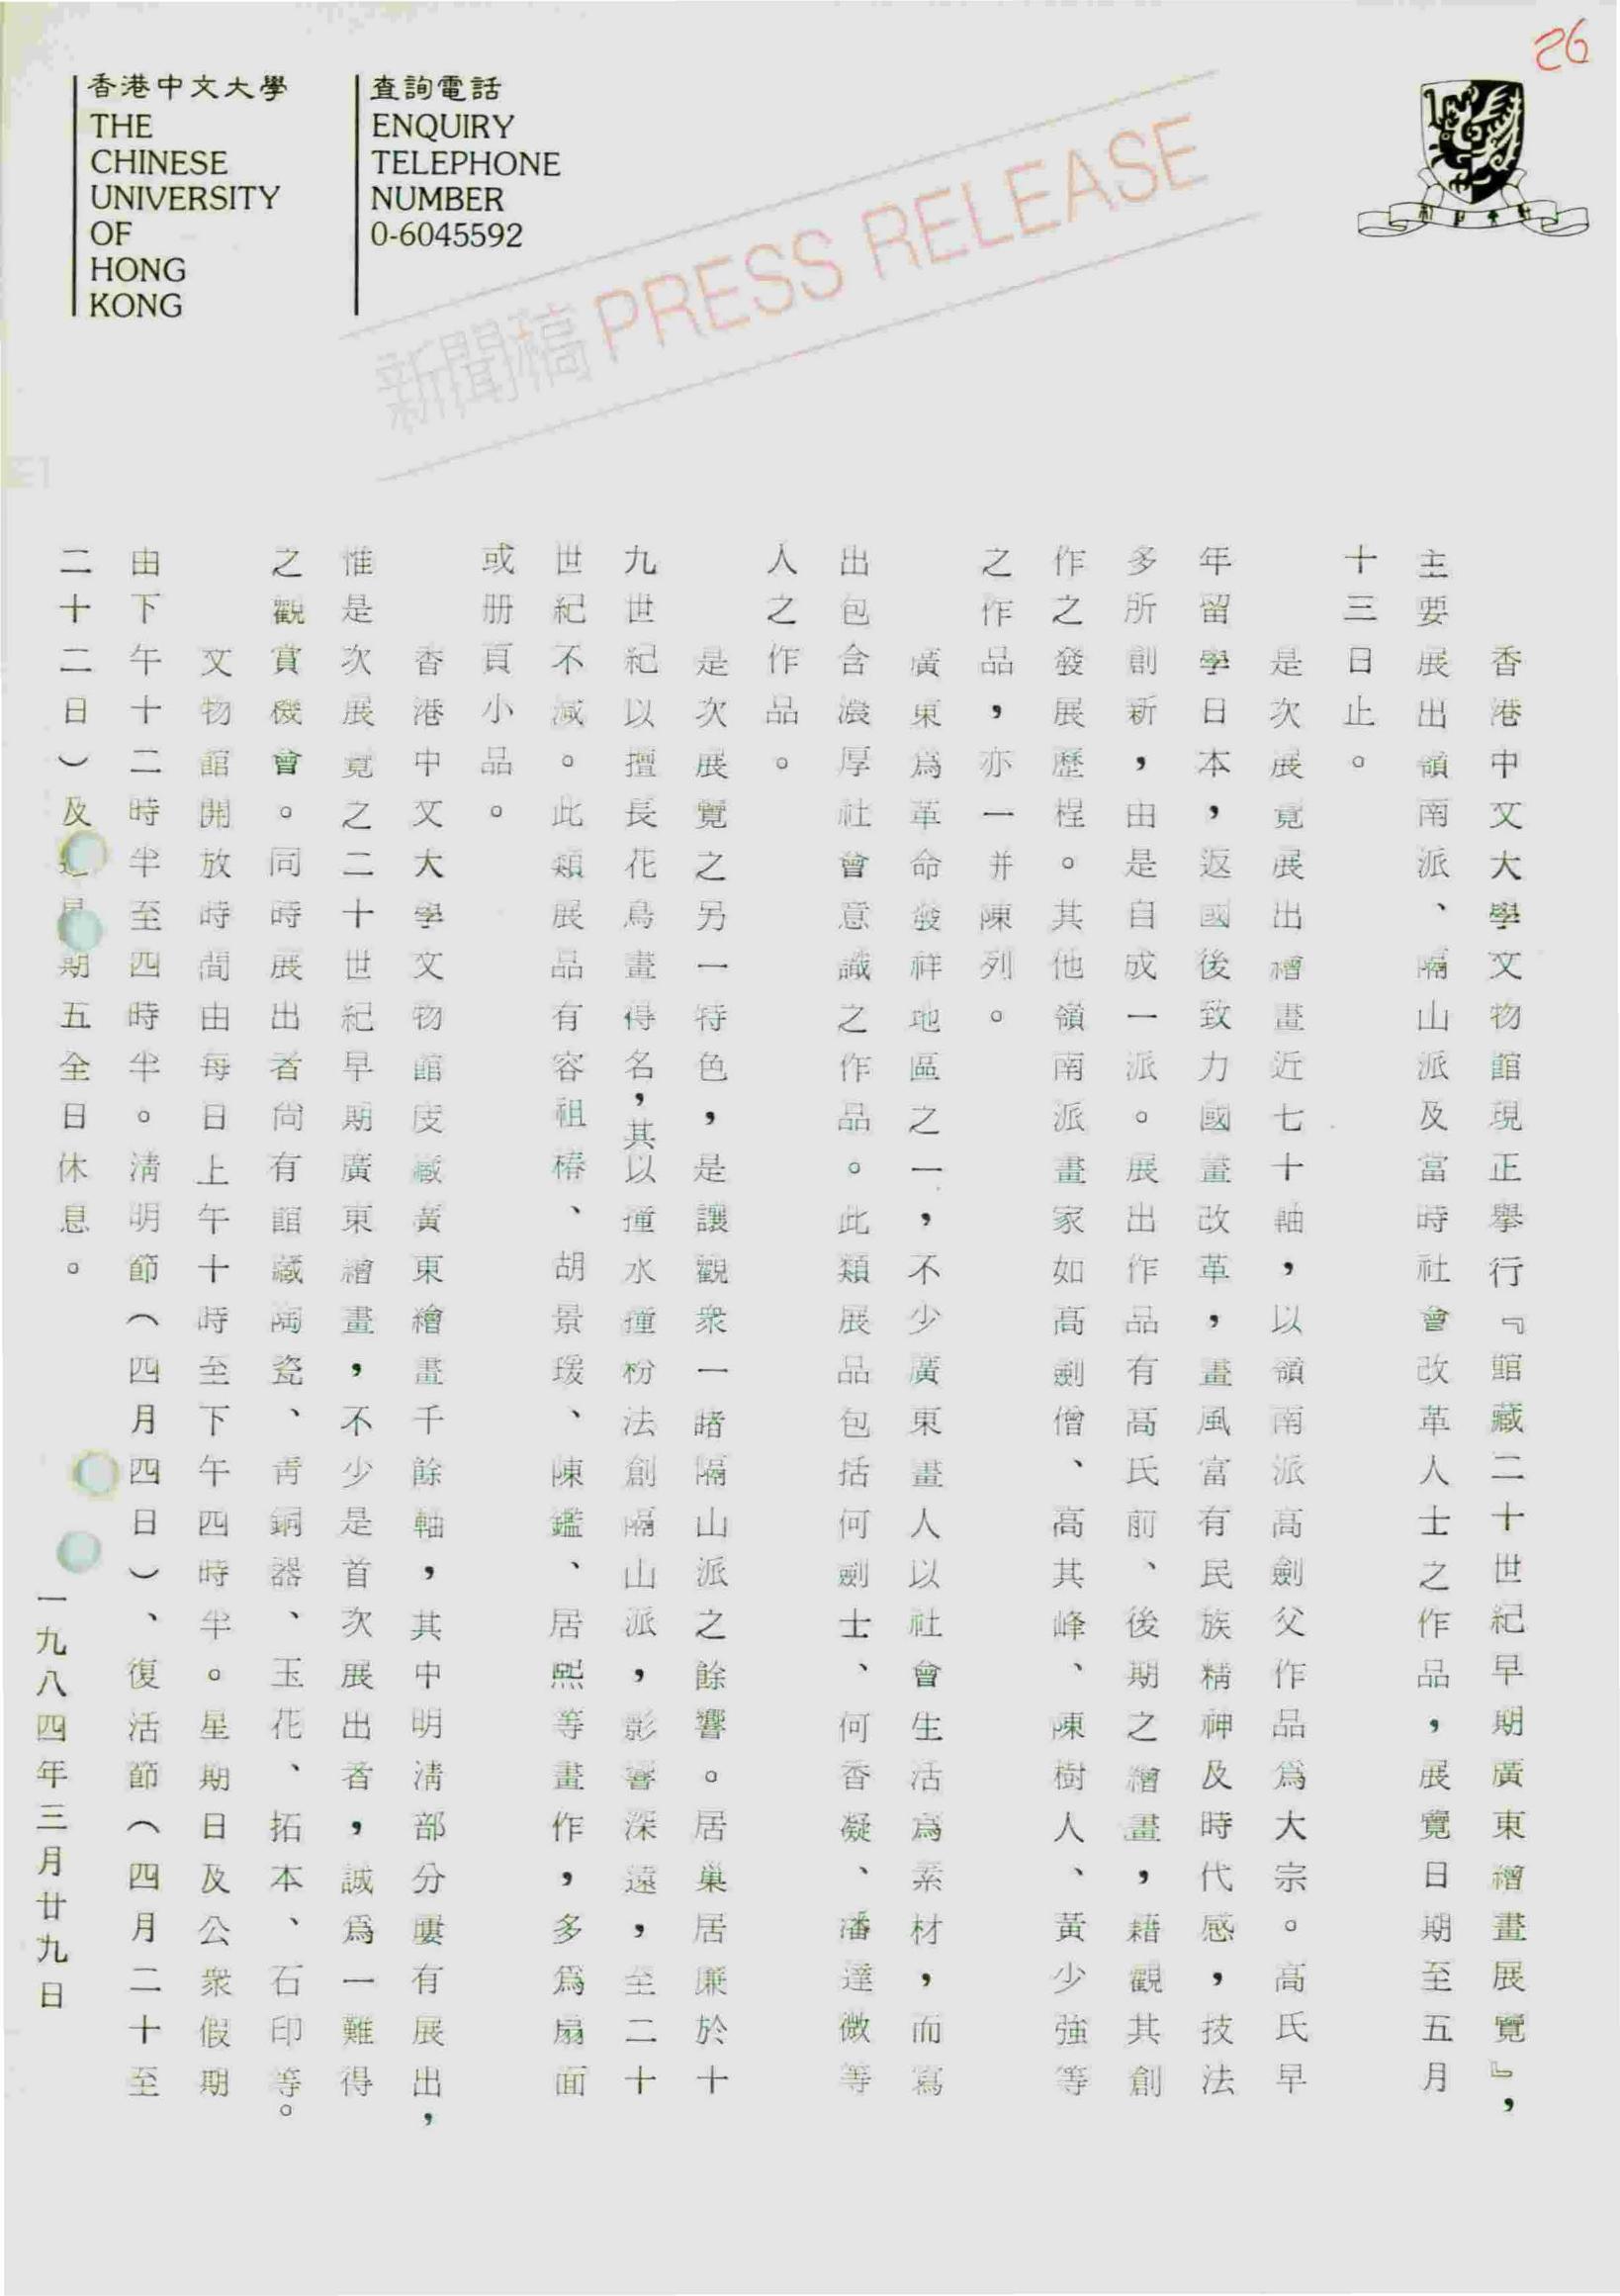 26
香港中文大學
THE
CHINESE
UNIVERSITY
OF
HONG
KONG
查詢電話
ENQUIRY
TELEPHONE
NUMBER
0-6045592
新聞稿 PRESS RELEASE
香港中文大學文物館現正舉行『館藏二十世紀早期廣東繪畫展覽』，
主要展出領南派、隔山派及當時社會改革人士之作品，展覽日期至五月
十三日止。
是次展覽展出繪畫近七十軸，以領南派高劍父作品為大宗。高氏早
年留學日本，返國後致力國畫改革，畫風富有民族精神及時代感，技法
多所創新，由是自成一派。展出作品有高氏前、後期之繪畫，藉觀其創
作之發展歷程。其他領南派畫家如高劍僧、高其峰、陳樹人、黃少強等
之作品，亦一并陳列。
廣東為革命發祥地區之一，不少廣東畫人以社會生活為素材，而寫
出包含濃厚社會意識之作品。此類展品包括何劍士、何香凝、潘達微等
人之作品。
是次展覽之另一特色，是讓觀衆一睹隔山派之餘響。居巢居廉於十
九世紀以擅長花鳥畫得名，其以撞水撞粉法創隔山派，影響深遠，至二十
世紀不減。此類展品有容祖椿、胡景瑗、陳鑑、居熙等畫作，多為扇面
或册頁小品。
香港中文大學文物館庋藏廣東繪畫千餘軸，其中明清部分屢有展出，
惟是次展覽之二十世紀早期廣東繪畫，不少是首次展出者，誠為一難得
之觀賞機會。同時展出者尚有館藏陶瓷、青銅器、玉花、拓本、石印等。
文物館開放時間由每日上午十時至下午四時半。星期日及公衆假期
由下午十二時半至四時半。清明節（四月四日）、復活節（四月二十至
二十二日）及 期五全日休息。
一九八四年三月廿九日